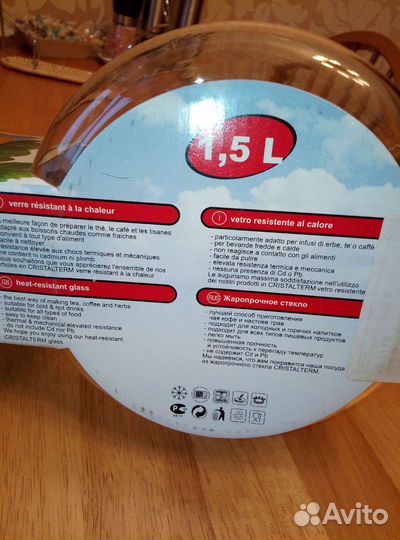 1,5 L
verre résistant à la chaleur
meilleure façon de préparer le thé, le café et les tisanes
adapté aux boissons chaudes comme fraîches
convient à tout type d'aliment
facile à nettoyer
résistance élevée aux chocs termiques et mécaniques
ne contient ni cadmium ni plomb
ous souhaitons que vous apprécierez l'ensemble de nos
articles en CRISTALTERM verre résistant à la chaleur
I
vetro resistente al calore
- particolarmente adatto per infusi di erbe, te'o caffè
- per bevande fredde e calde
- non reagisce a contatto con gli alimenti
- facile da pulire
- elevata resistenza termica e meccanica
- nessuna presenza di Cd o Pb
Le auguriamo massima soddisfazione nell'utilizzo
dei nostri prodotti in CRISTALTERM vetro resistente
GB
heat-resistant glass
- the best way of making tea, coffee and herbs
- suitable for cold & hot drinks
- suitable for all types of food
- easy to keep clean
- thermal & mechanical elevated resistance
- do not include Cd nor Pb
We hope you enjoy using our heat-resistant
CRISTALTERM glass.
RUS
Жаропрочное стекло
- лучший способ приготовления
чая кофе и настоев трав
- подходит для холодных и горячих напитков
- подходит для всех типов пищевых продуктов
- легко мыть
- повышенная прочность
и устойчивость к перепаду температур
- не содержит Cd и Pb
Мы надеемся, что вам понравится наша посуда
из жаропрочного стекла CRISTALTERM.
Avito